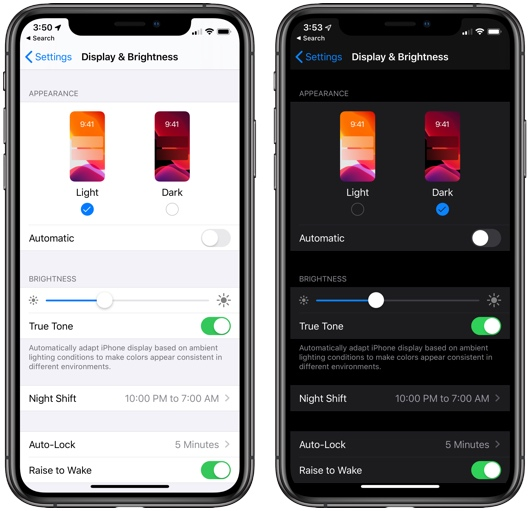 3:50
Search
Settings
Display & Brightness
APPEARANCE
9:41
9:41
Light
Dark
Automatic
BRIGHTNESS
True Tone
Automatically adapt iPhone display based on ambient
lighting conditions to make colors appear consistent in
different environments.
Night Shift
10:00 PM to 7:00 AM
Auto-Lock
5 Minutes
Raise to Wake
3:53
Search
Settings
Display & Brightness
APPEARANCE
9:41
9:41
Light
Dark
Automatic
BRIGHTNESS
True Tone
Automatically adapt iPhone display based on ambient
lighting conditions to make colors appear consistent in
different environments.
Night Shift
10:00 PM to 7:00 AM
Auto-Lock
5 Minutes
Raise to Wake